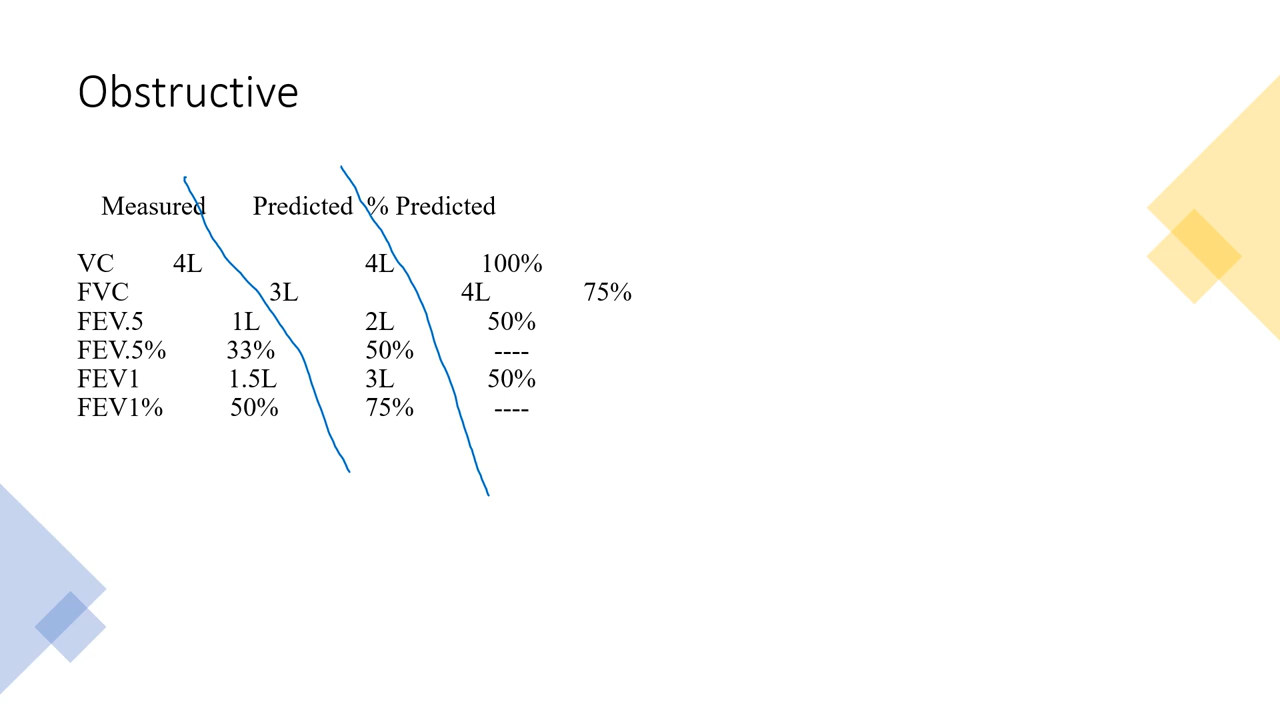 Obstructive
Measured Predicted % Predicted
VC 4L 4L 100%
FVC 3L 4L 75%
FEV.5 1L 2L 50%
FEV.5% 33% 50% ----
FEV1 1.5L 3L 50%
FEV1% 50% 75% ----